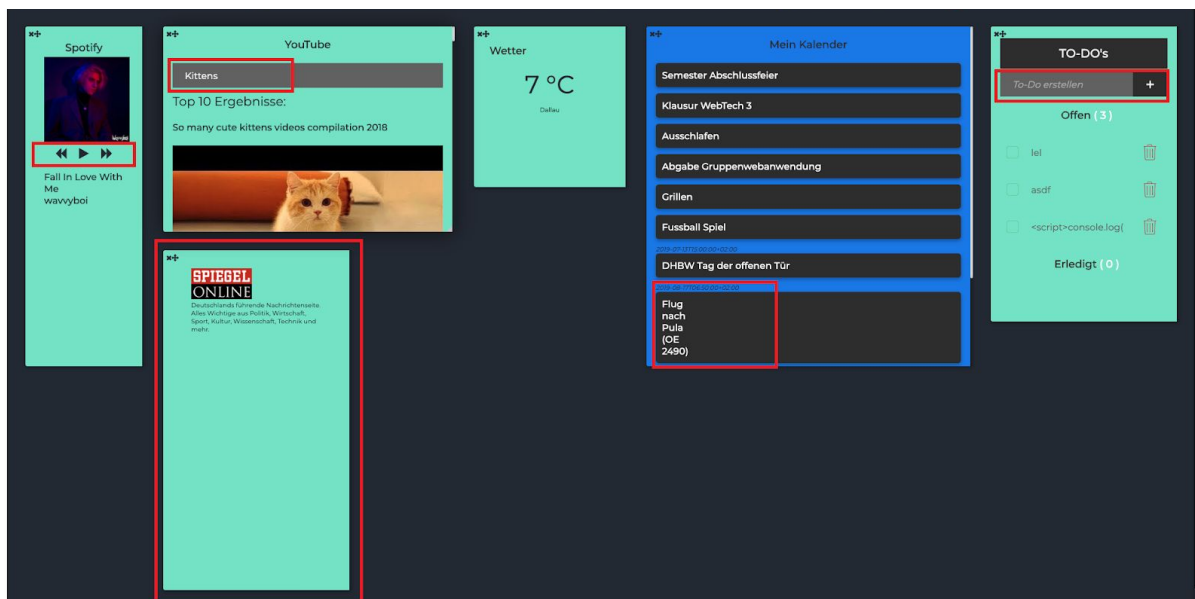 Spotify
Fall In Love With
Me
wavvyboi
YouTube
Kittens
Top 10 Ergebnisse:
So many cute kittens videos compilation 2018
SPIEGEL
ONLINE
Deutschlands führende Nachrichtenseite.
Alles Wichtige aus Politik, Wirtschaft,
Sport, Kultur, Wissenschaft, Technik und
mehr.
Wetter
7 °C
Dallau
Mein Kalender
Semester Abschlussfeier
Klausur WebTech 3
Ausschlafen
Abgabe Gruppenwebanwendung
Grillen
Fussball Spiel
DHBW Tag der offenen Tür
Flug
nach
Pula
(OE
2490)
TO-DO's
To-Do erstellen +
Offen ( 3 )
lel
asdf
<script>console.log(
Erledigt ( 0 )